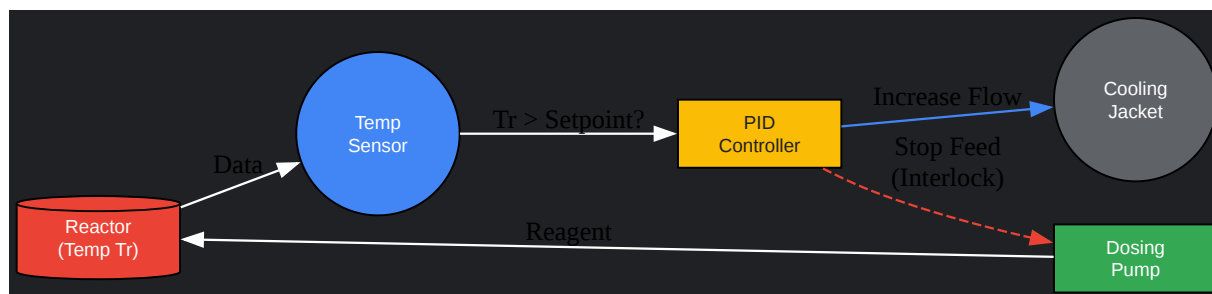 Reactor
(Temp Tr)
Data
Temp
Sensor
Tr > Setpoint?
PID
Controller
Increase Flow
Cooling
Jacket
Stop Feed
(Interlock)
Dosing
Pump
Reagent